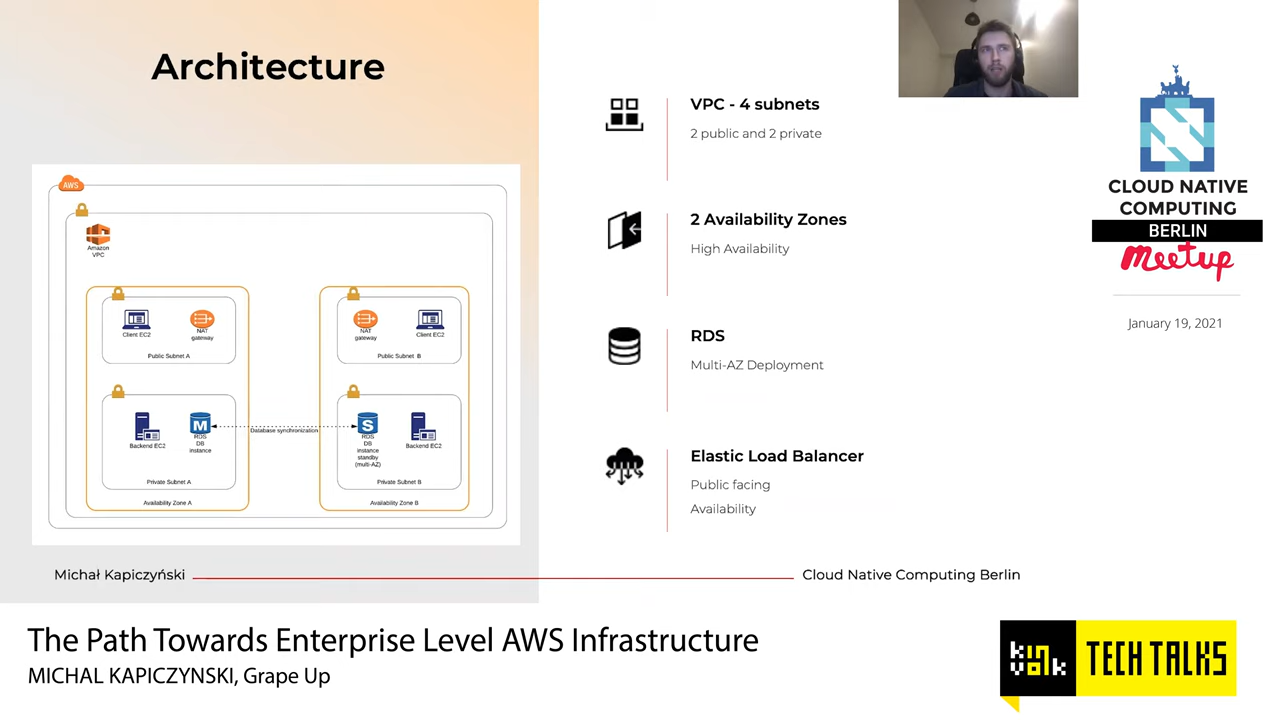 Architecture
AWS
Amazon
VPC
Client EC2
NAT
gateway
Public Subnet A
NAT
gateway
Client EC2
Public Subnet B
Backend EC2
M
RDS
DB
instance
Database synchronization
S
RDS
DB
instance
standby
(multi-AZ)
Backend EC2
Private Subnet A
Private Subnet B
Availability Zone A
Availability Zone B
VPC - 4 subnets
2 public and 2 private
2 Availability Zones
High Availability
RDS
Multi-AZ Deployment
Elastic Load Balancer
Public facing
Availability
Michał Kapiczyński
Cloud Native Computing Berlin
CLOUD NATIVE
COMPUTING
BERLIN
meetup
January 19, 2021
The Path Towards Enterprise Level AWS Infrastructure
MICHAL KAPICZYNSKI, Grape Up
kin
volk
TECH TALKS